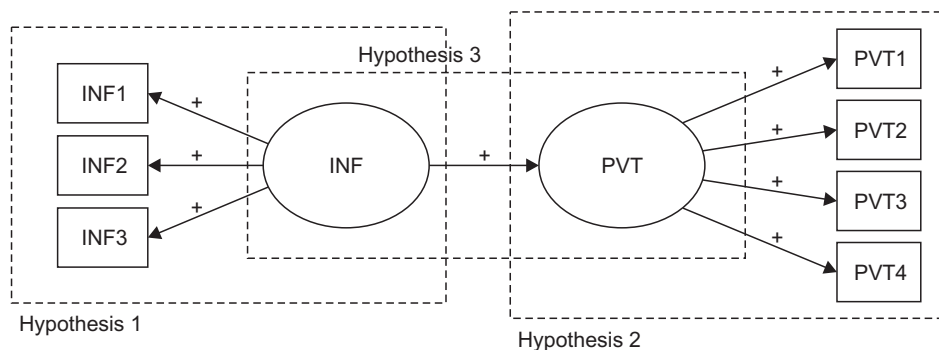 Hypothesis 3
INF1
INF2
INF3
+
+
+
INF
+
PVT
+
+
+
+
PVT1
PVT2
PVT3
PVT4
Hypothesis 1
Hypothesis 2